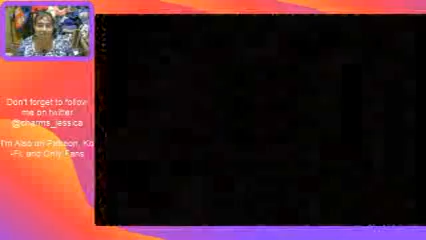 Don't forget to follow
me on twitter
@charms_jessica
I'm Also on Patreon, Ko
-Fi, and Only Fans